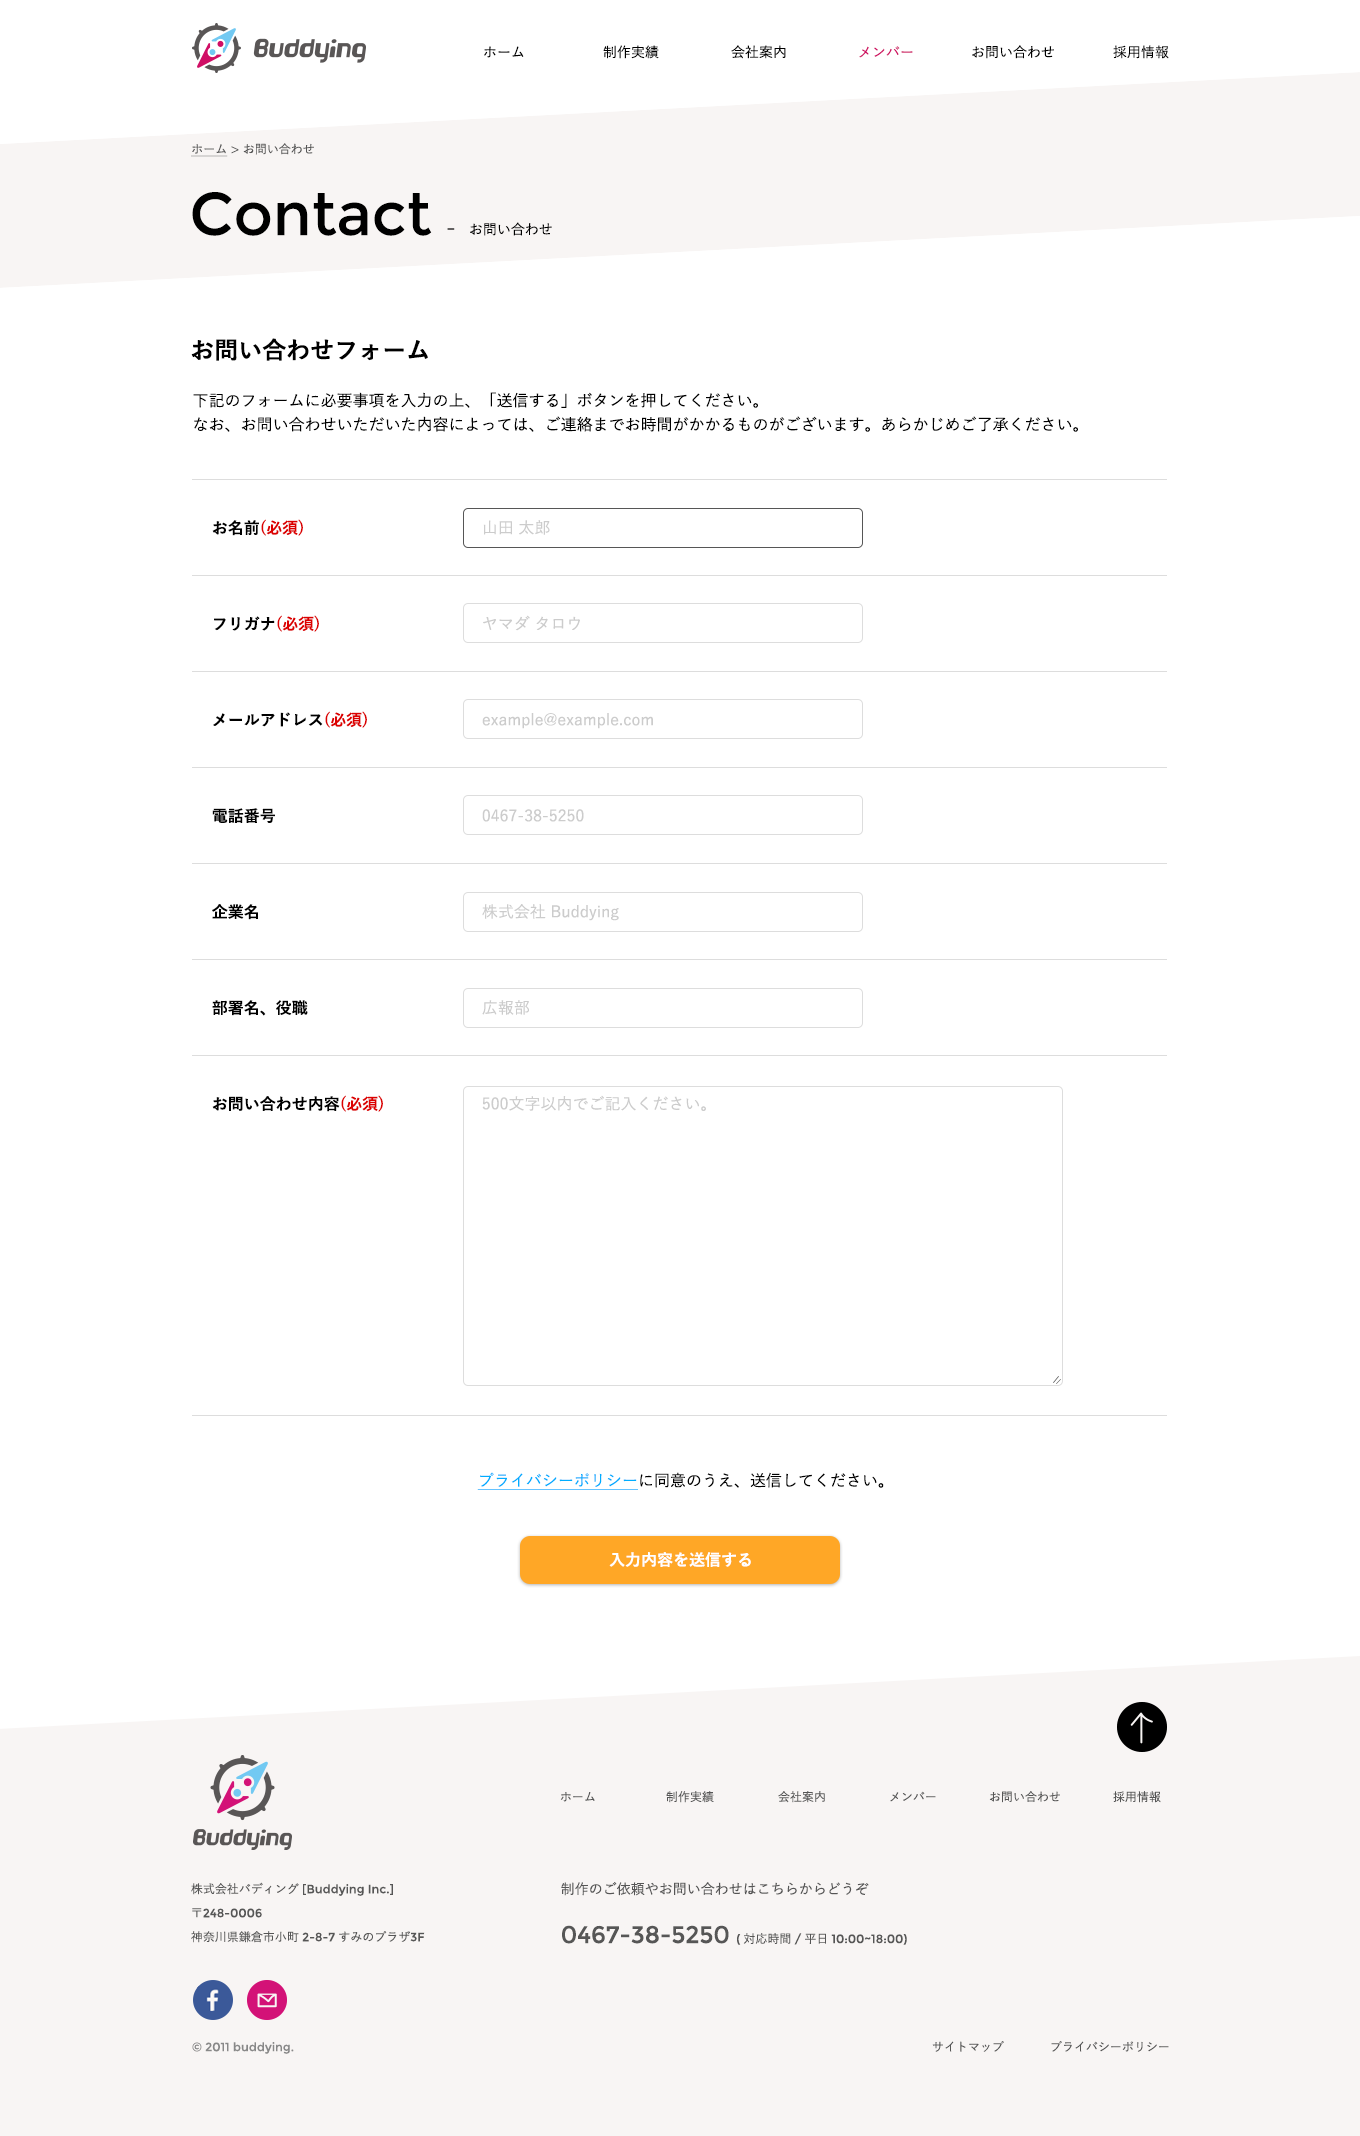 Buddying
ホーム
制作実績
会社案内
メンバー
お問い合わせ
採用情報
ホーム > お問い合わせ
Contact – お問い合わせ
お問い合わせフォーム
下記のフォームに必要事項を入力の上、「送信する」ボタンを押してください。
なお、お問い合わせいただいた内容によっては、ご連絡までお時間がかかるものがございます。あらかじめご了承ください。
お名前(必須)
山田 太郎
フリガナ(必須)
ヤマダ タロウ
メールアドレス(必須)
example@example.com
電話番号
0467-38-5250
企業名
株式会社 Buddying
部署名、役職
広報部
お問い合わせ内容(必須)
500文字以内でご記入ください。
プライバシーポリシーに同意のうえ、送信してください。
入力内容を送信する
Buddying
ホーム
制作実績
会社案内
メンバー
お問い合わせ
採用情報
株式会社バディング [Buddying Inc.]
〒248-0006
神奈川県鎌倉市小町 2-8-7 すみのプラザ3F
制作のご依頼やお問い合わせはこちらからどうぞ
0467-38-5250 ( 対応時間 / 平日 10:00~18:00)
© 2011 buddying.
サイトマップ
プライバシーポリシー